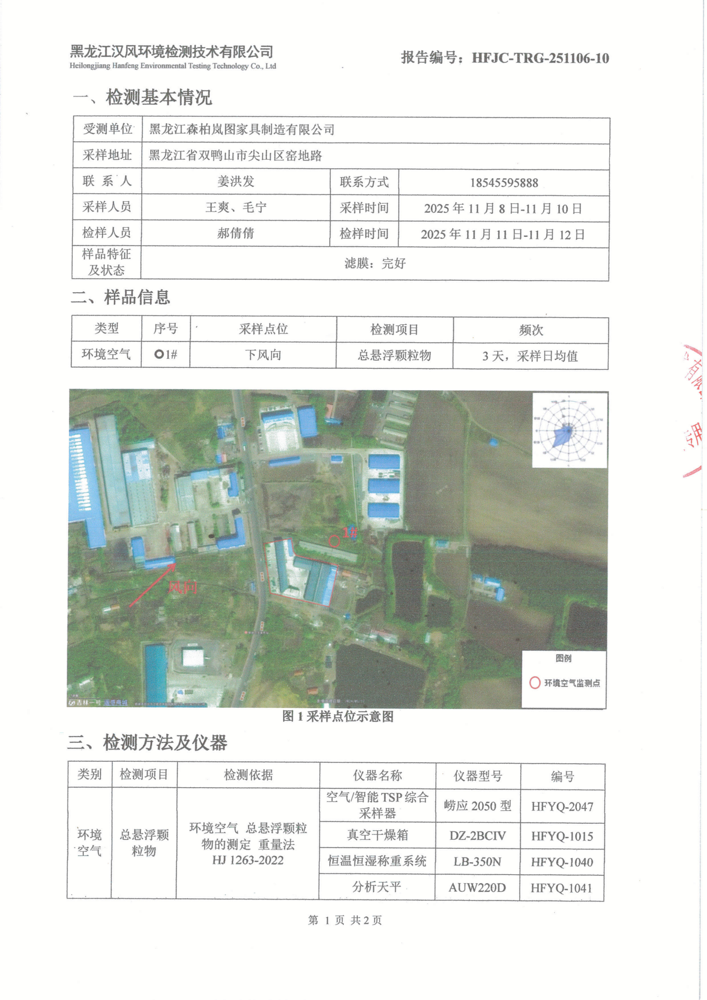 黑龙江汉风环境检测技术有限公司
Heilongjiang Hanfeng Environmental Testing Technology Co., Ltd
报告编号：HFJC-TRG-251106-10
一、检测基本情况
受测单位 黑龙江森柏岚图家具制造有限公司
采样地址 黑龙江省双鸭山市尖山区窑地路
联 系 人 姜洪发 联系方式 18545595888
采样人员 王爽、毛宁 采样时间 2025 年 11 月 8 日-11 月 10 日
检样人员 郝倩倩 检样时间 2025 年 11 月 11 日-11 月 12 日
样品特征
及状态
滤膜：完好
二、样品信息
类型 序号 采样点位 检测项目 频次
环境空气 O1# 下风向 总悬浮颗粒物 3 天，采样日均值
1#
风向
图例
环境空气监测点
吉林一号 遥感商城
图 1 采样点位示意图
三、检测方法及仪器
类别 检测项目 检测依据 仪器名称 仪器型号 编号
环境
空气
总悬浮颗
粒物
环境空气 总悬浮颗粒
物的测定 重量法
HJ 1263-2022
空气/智能 TSP 综合
采样器
崂应 2050 型 HFYQ-2047
真空干燥箱 DZ-2BCIV HFYQ-1015
恒温恒湿称重系统 LB-350N HFYQ-1040
分析天平 AUW220D HFYQ-1041
第 1 页 共 2 页
有限
专用